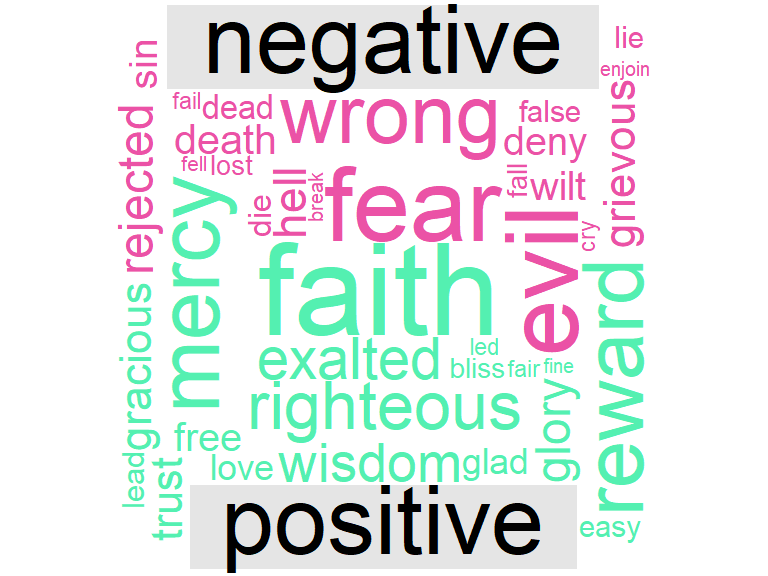 negative
sin
lie
enjoin
fail
dead
wrong
false
death
deny
rejected
grievous
fell
lost
hell
break
die
fear
fall
wilt
cry
evil
mercy
faith
reward
exalted
led
bliss
fair
fine
gracious
righteous
glory
free
love
wisdom
glad
lead
trust
positive
easy